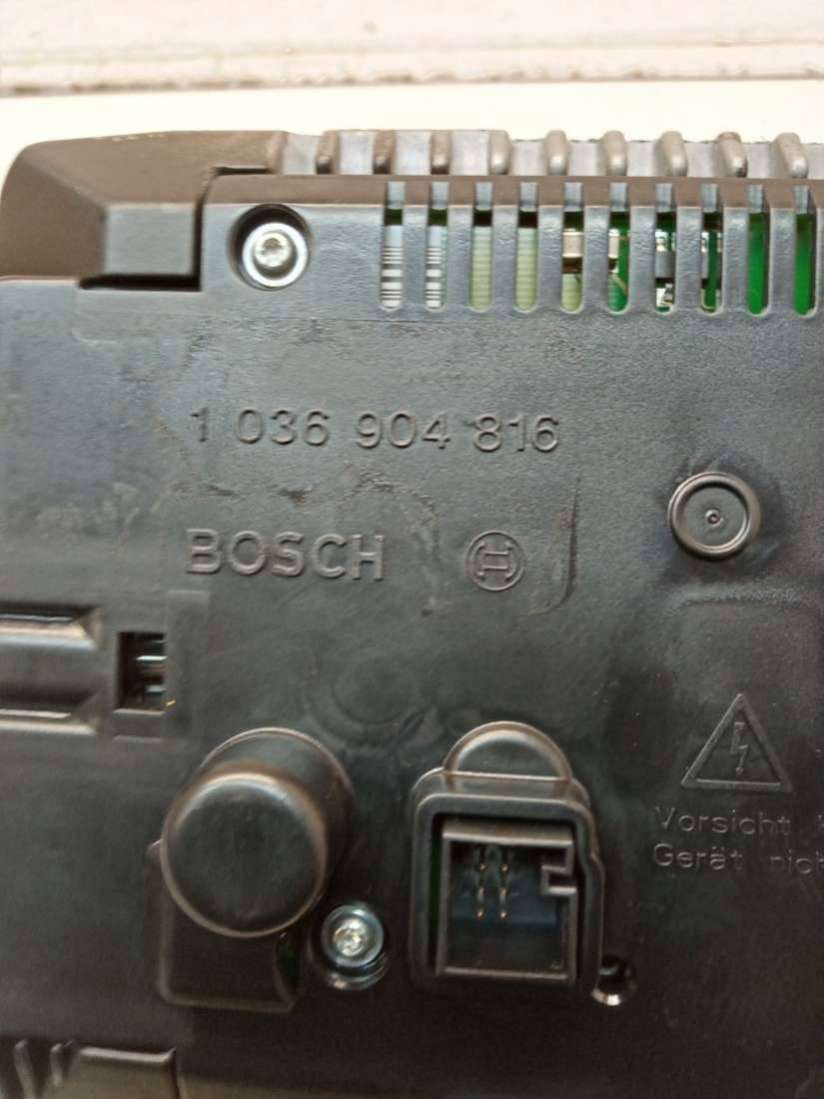 1 036 904 816
BOSCH
Vorsicht
Gerät